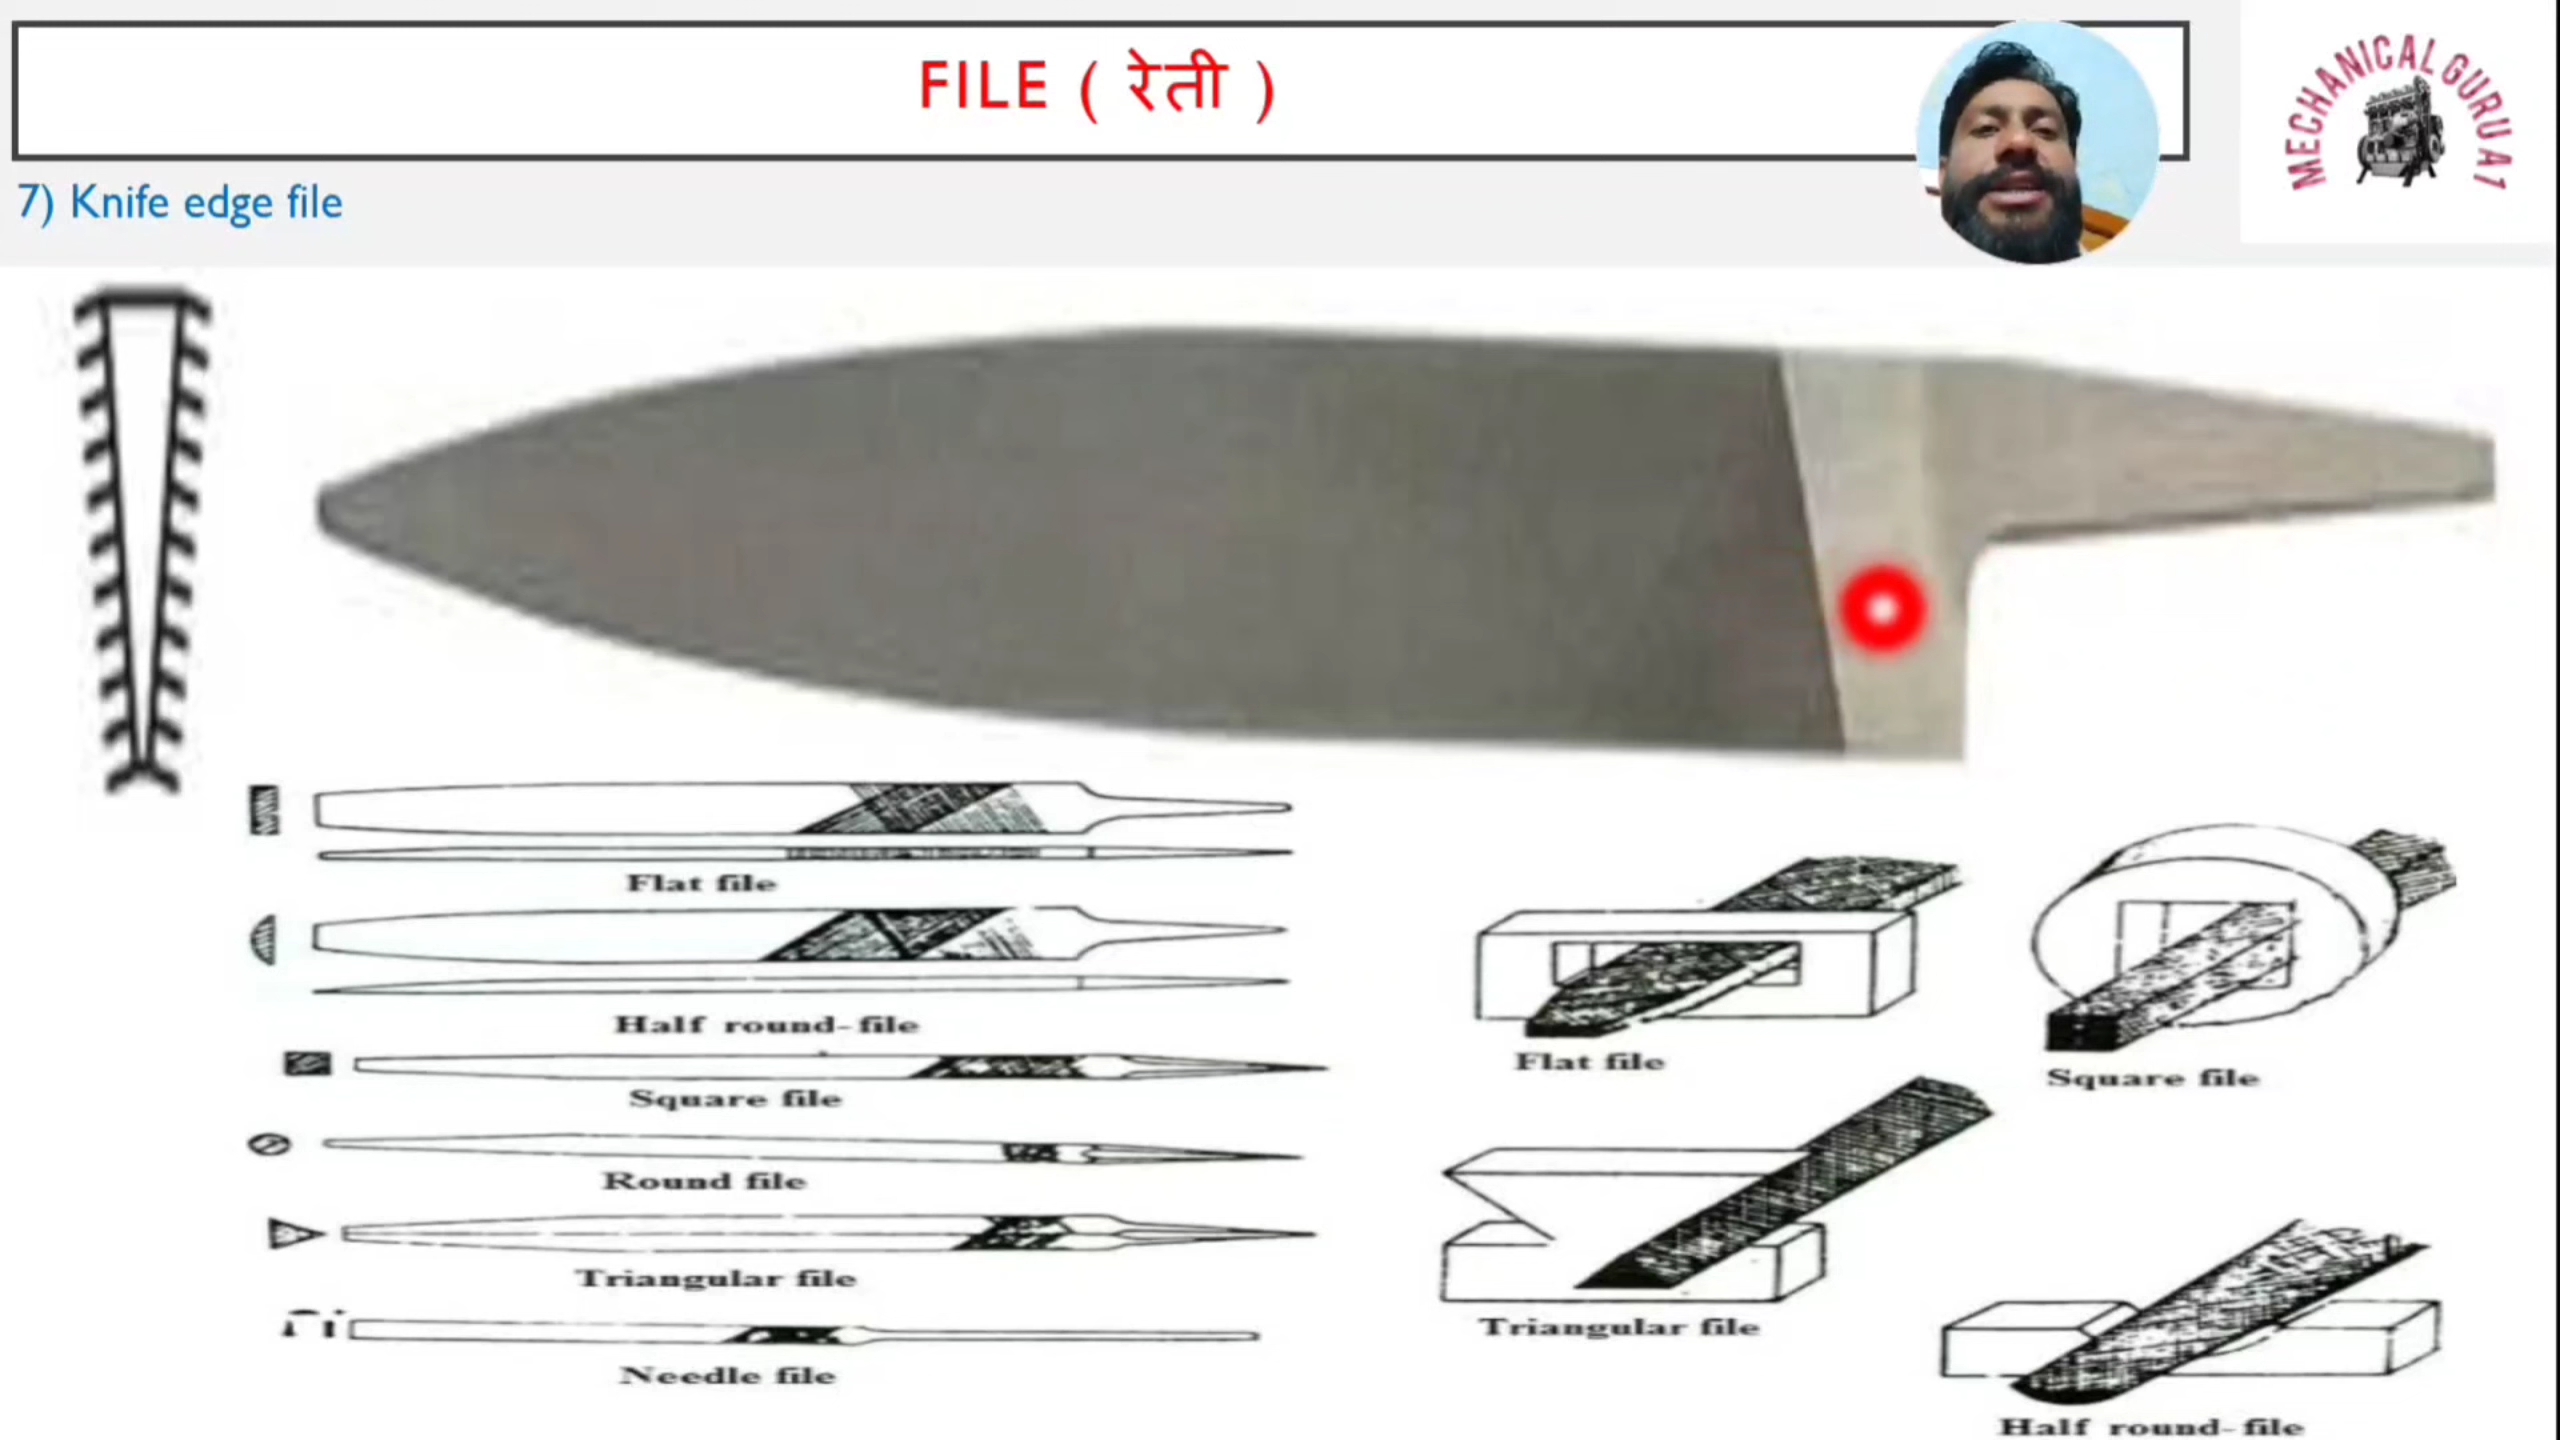 FILE ( रेती )
MECHANICAL GURU A 1
7) Knife edge file
Flat file
Half round-file
Square file
Round file
Triangular file
Needle file
Flat file
Square file
Triangular file
Half round-file